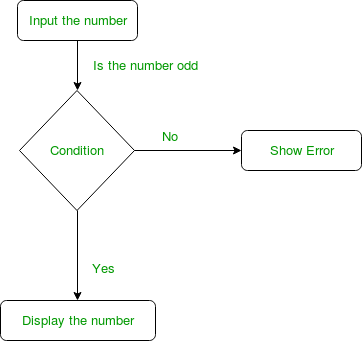 Input the number
Is the number odd
Condition
No
Show Error
Yes
Display the number